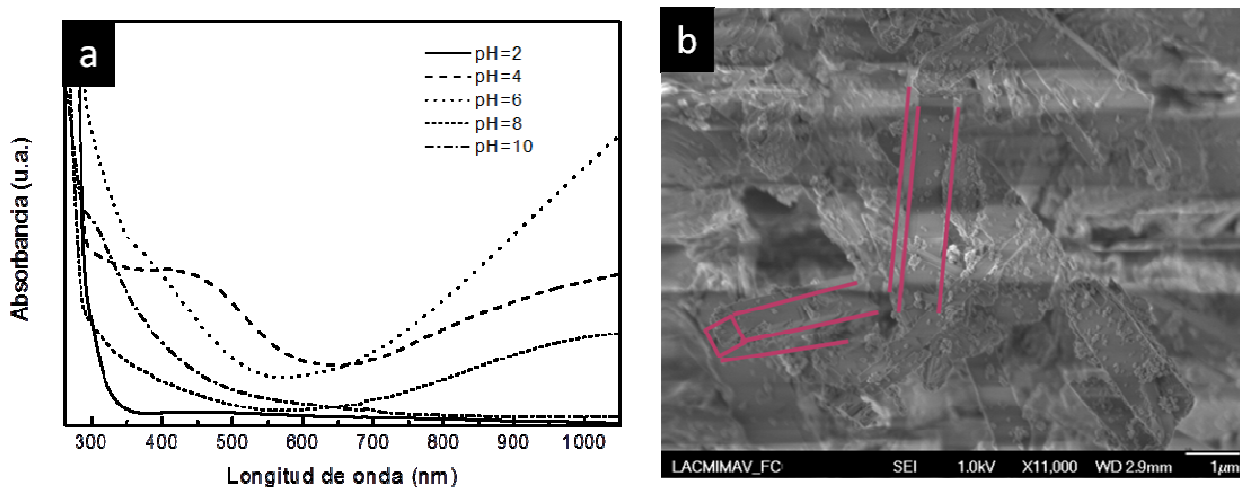 a
pH=2
pH=4
pH=6
pH=8
pH=10
Absorbancia (u.a.)
300 400 500 600 700 800 900 1000
Longitud de onda (nm)
b
LACMIMAV_FC SEI 1.0kV X11,000 WD 2.9mm 1µm